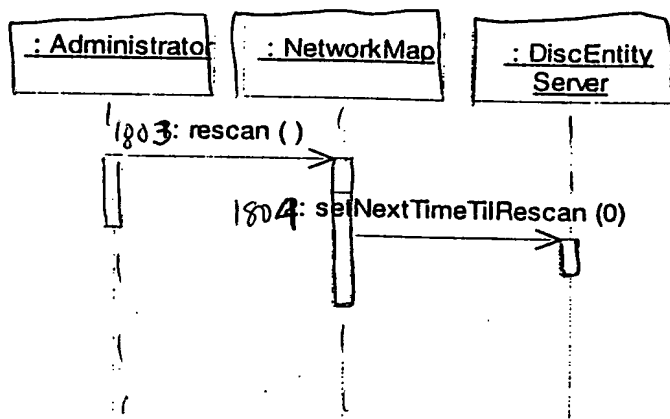 : Administrator
: NetworkMap
: DiscEntity
Server
1803: rescan ( )
1804: setNextTimeTilRescan (0)